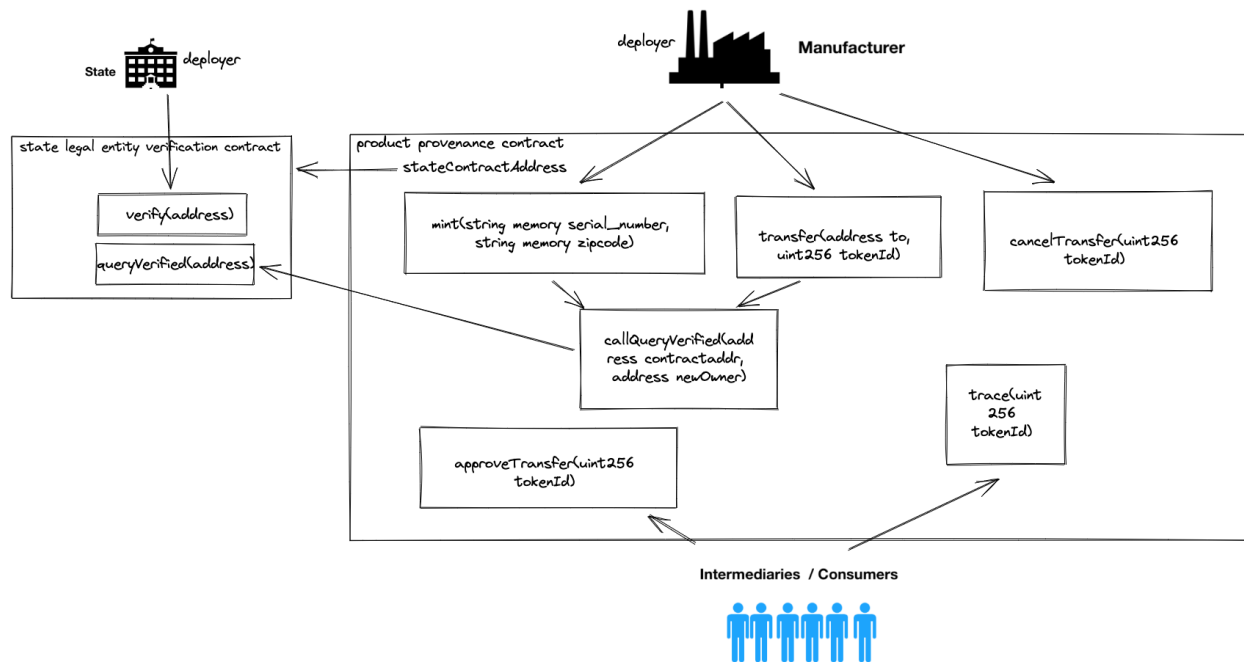 deployer
Manufacturer
State
deployer
state legal entity verification contract
verify(address)
queryVerified(address)
product provenance contract
stateContractAddress
mint(string memory serial_number,
string memory zipcode)
transfer(address to,
uint256 tokenId)
cancelTransfer(uint256
tokenId)
callQueryVerified(add
ress contractaddr,
address newOwner)
trace(uint
256
tokenId)
approveTransfer(uint256
tokenId)
Intermediaries / Consumers